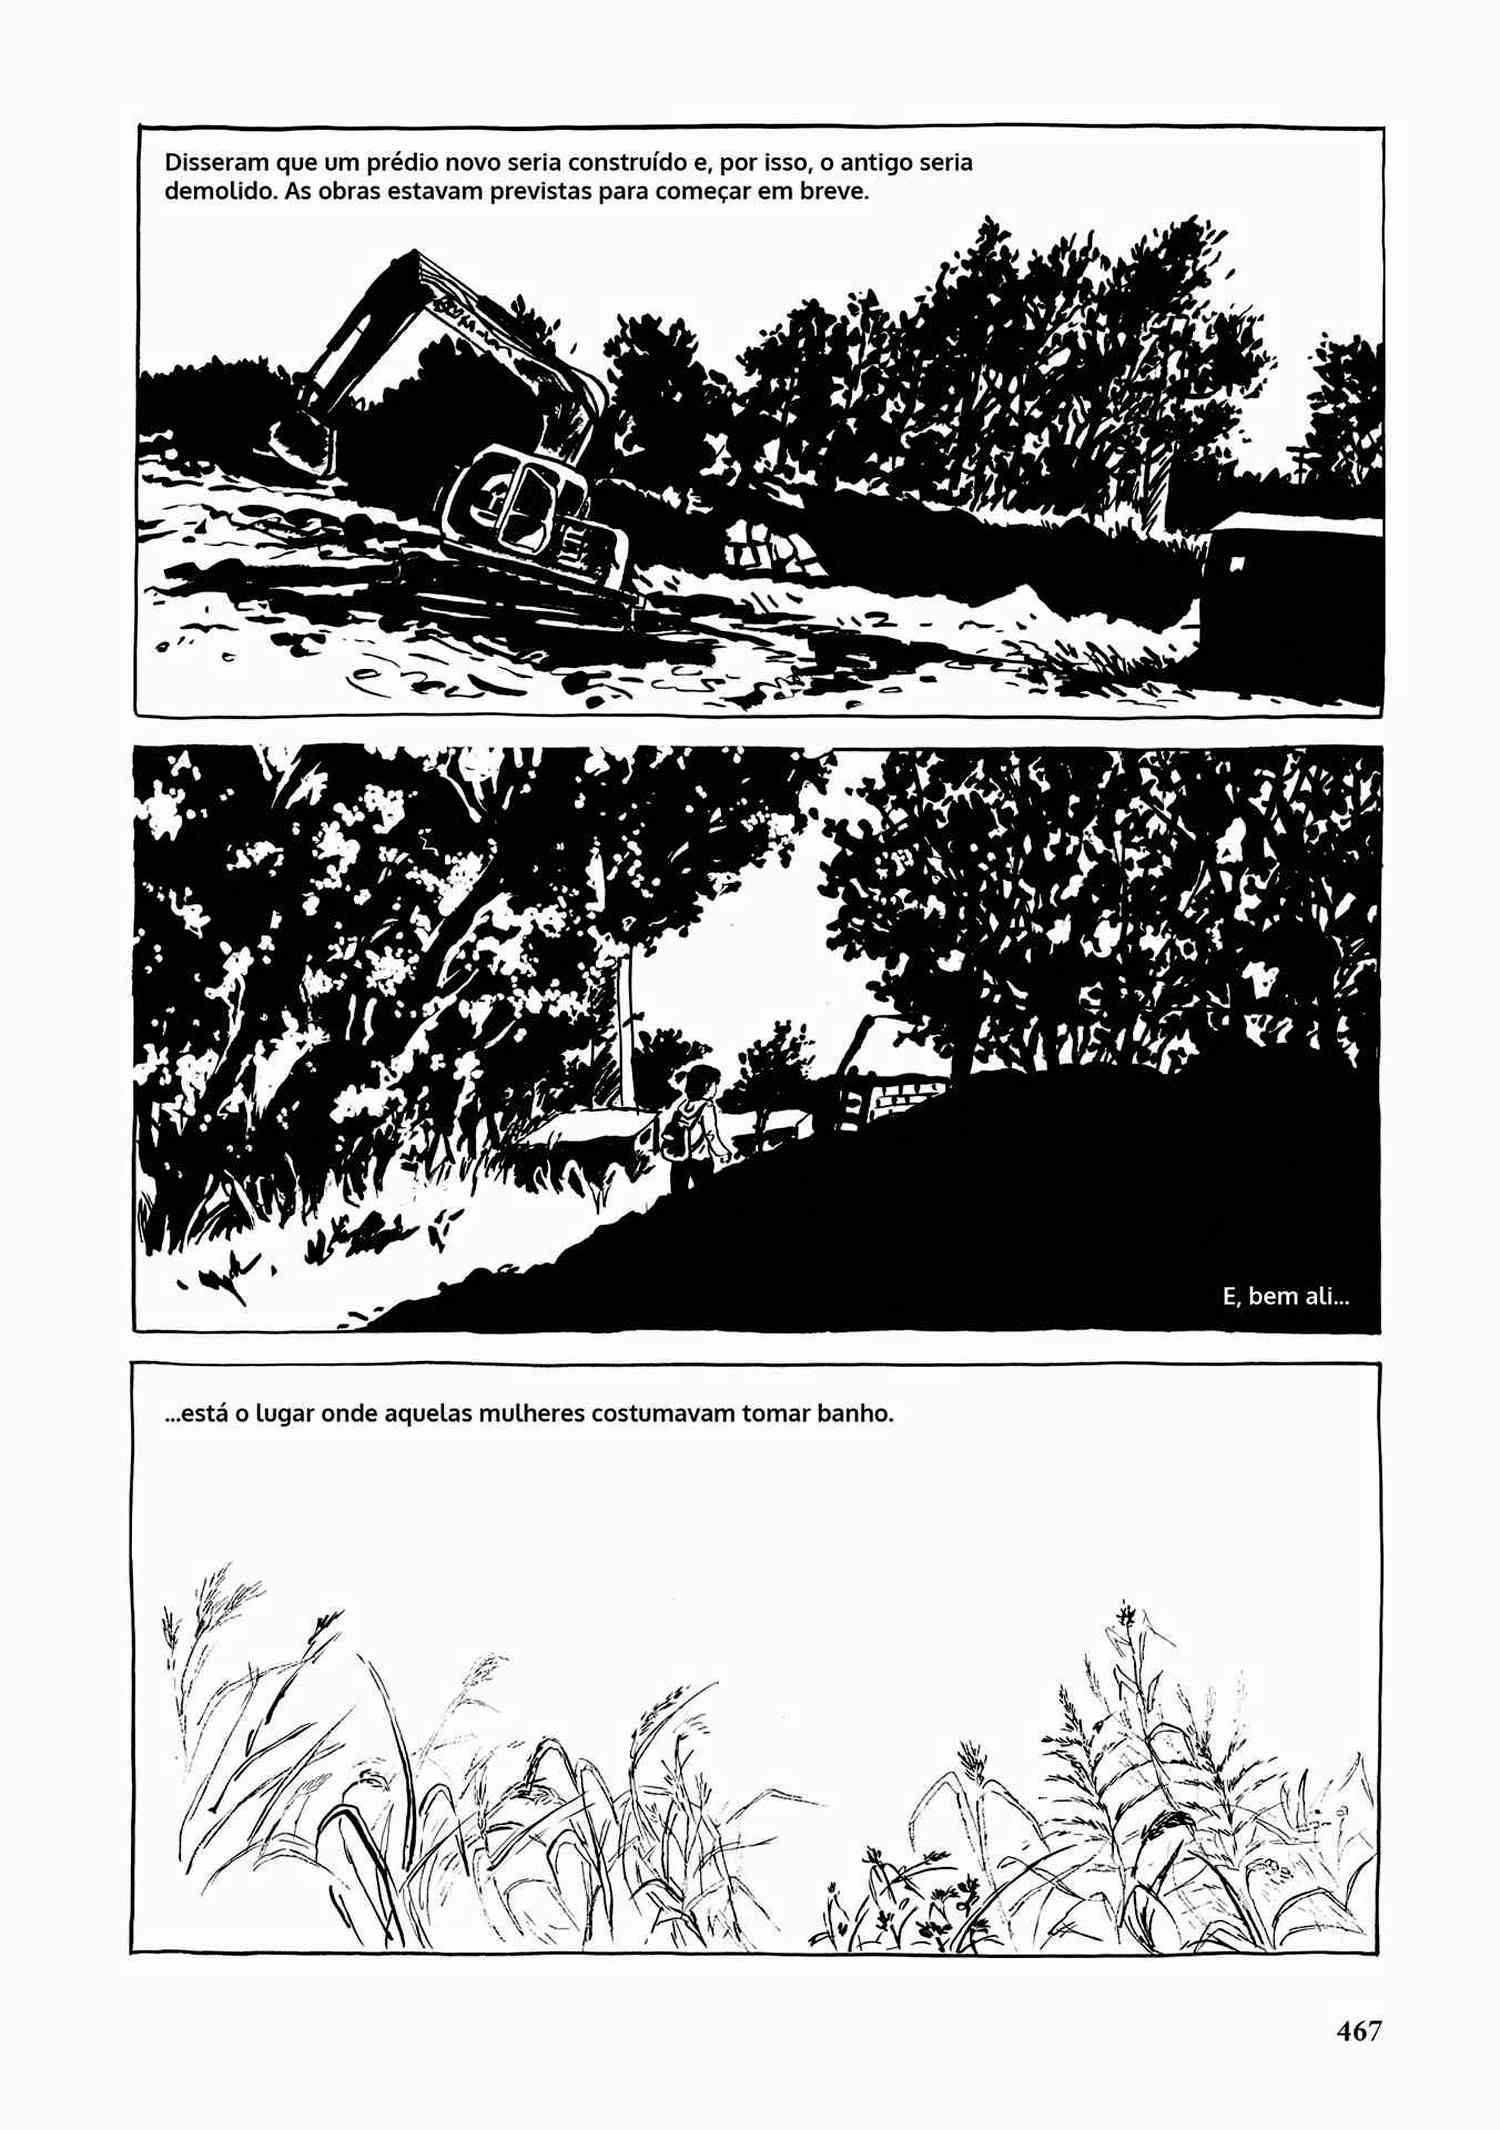 Disseram que um prédio novo seria construído e, por isso, o antigo seria
demolido. As obras estavam previstas para começar em breve.
E, bem ali...
...está o lugar onde aquelas mulheres costumavam tomar banho.
467